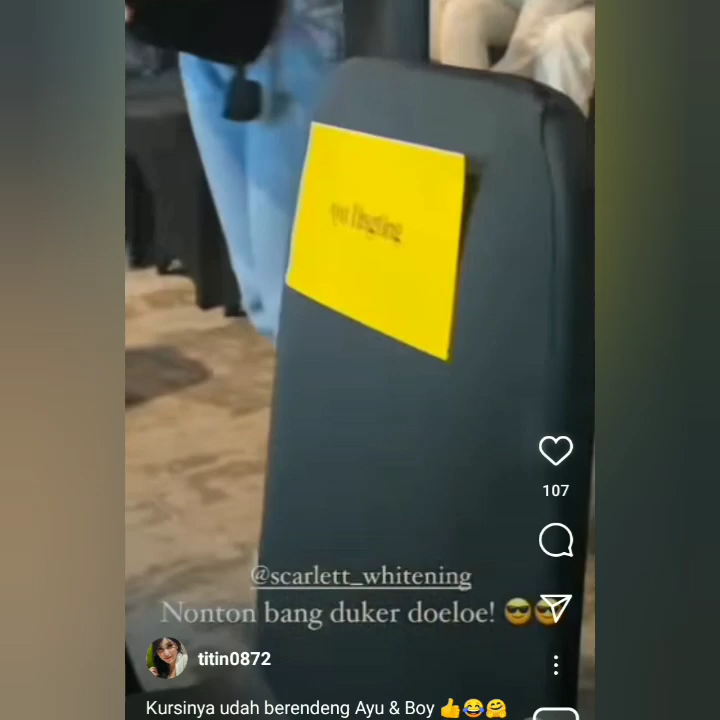 @scarlett_whitening
Nonton bang duker doeloe! 😎😎
107
titin0872
Kursinya udah berendeng Ayu & Boy 👍😂🤗